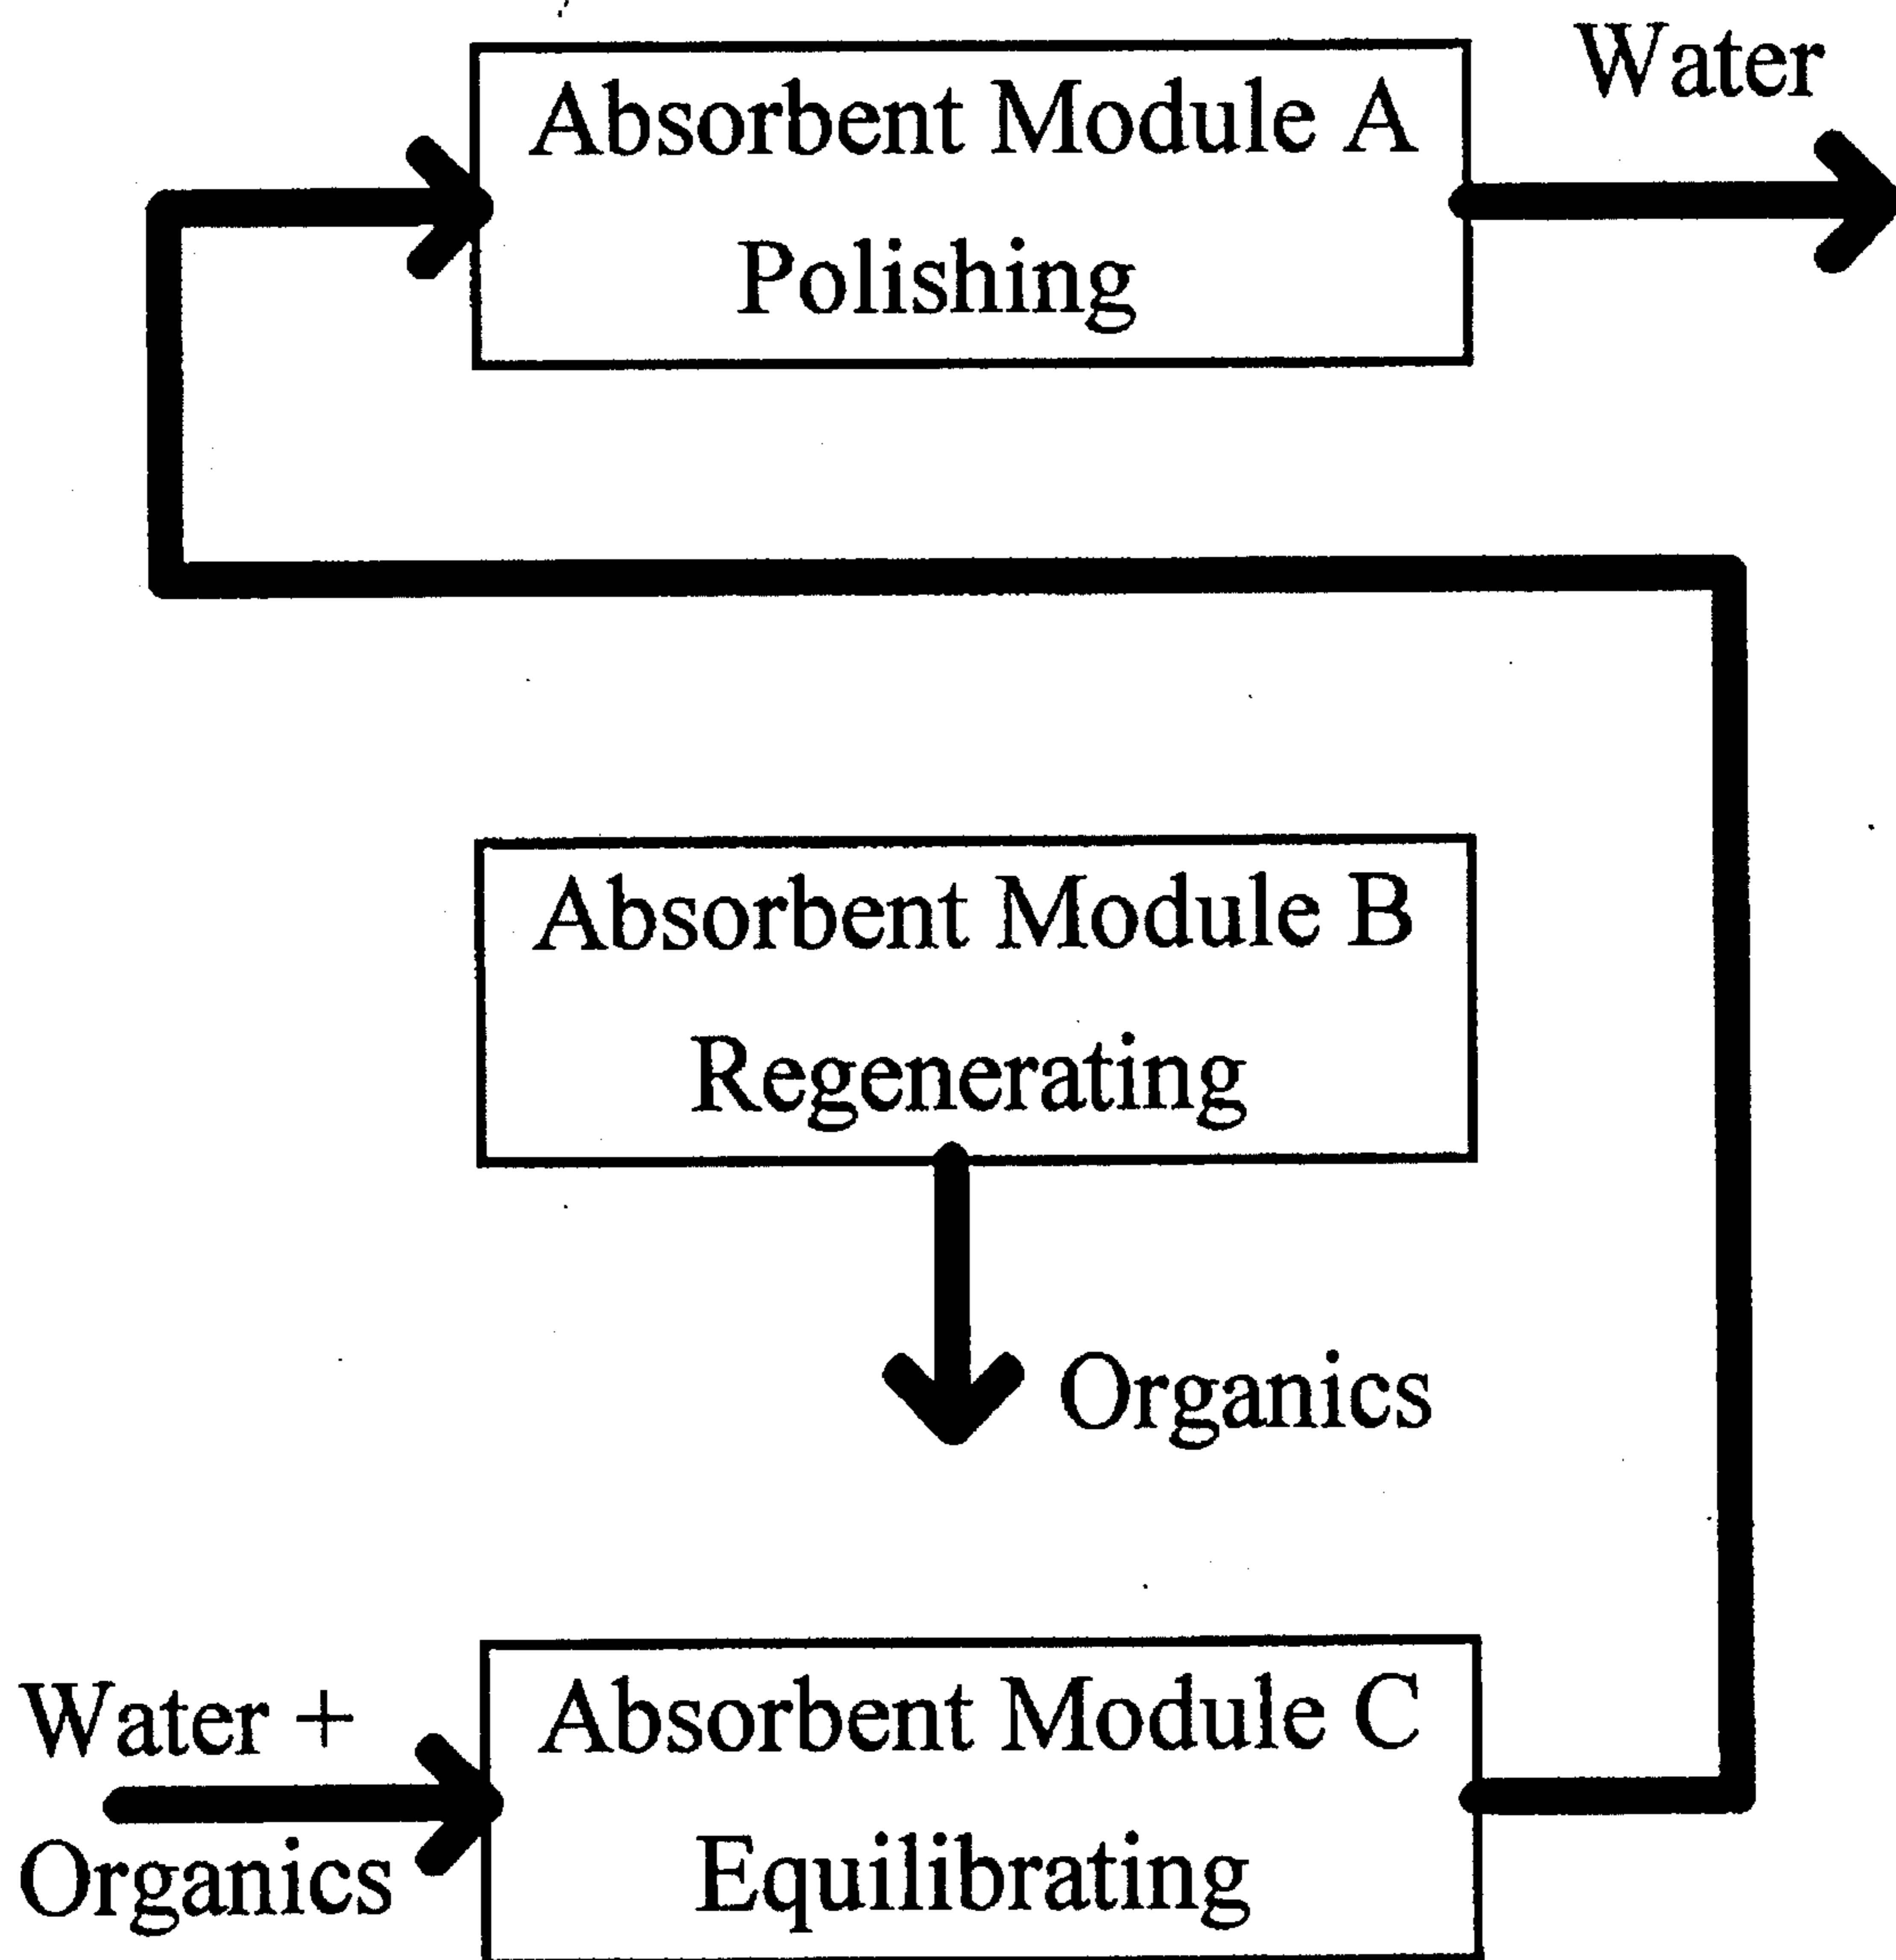 Water
Absorbent Module A
Polishing
Absorbent Module B
Regenerating
Organics
Water +
Organics
Absorbent Module C
Equilibrating